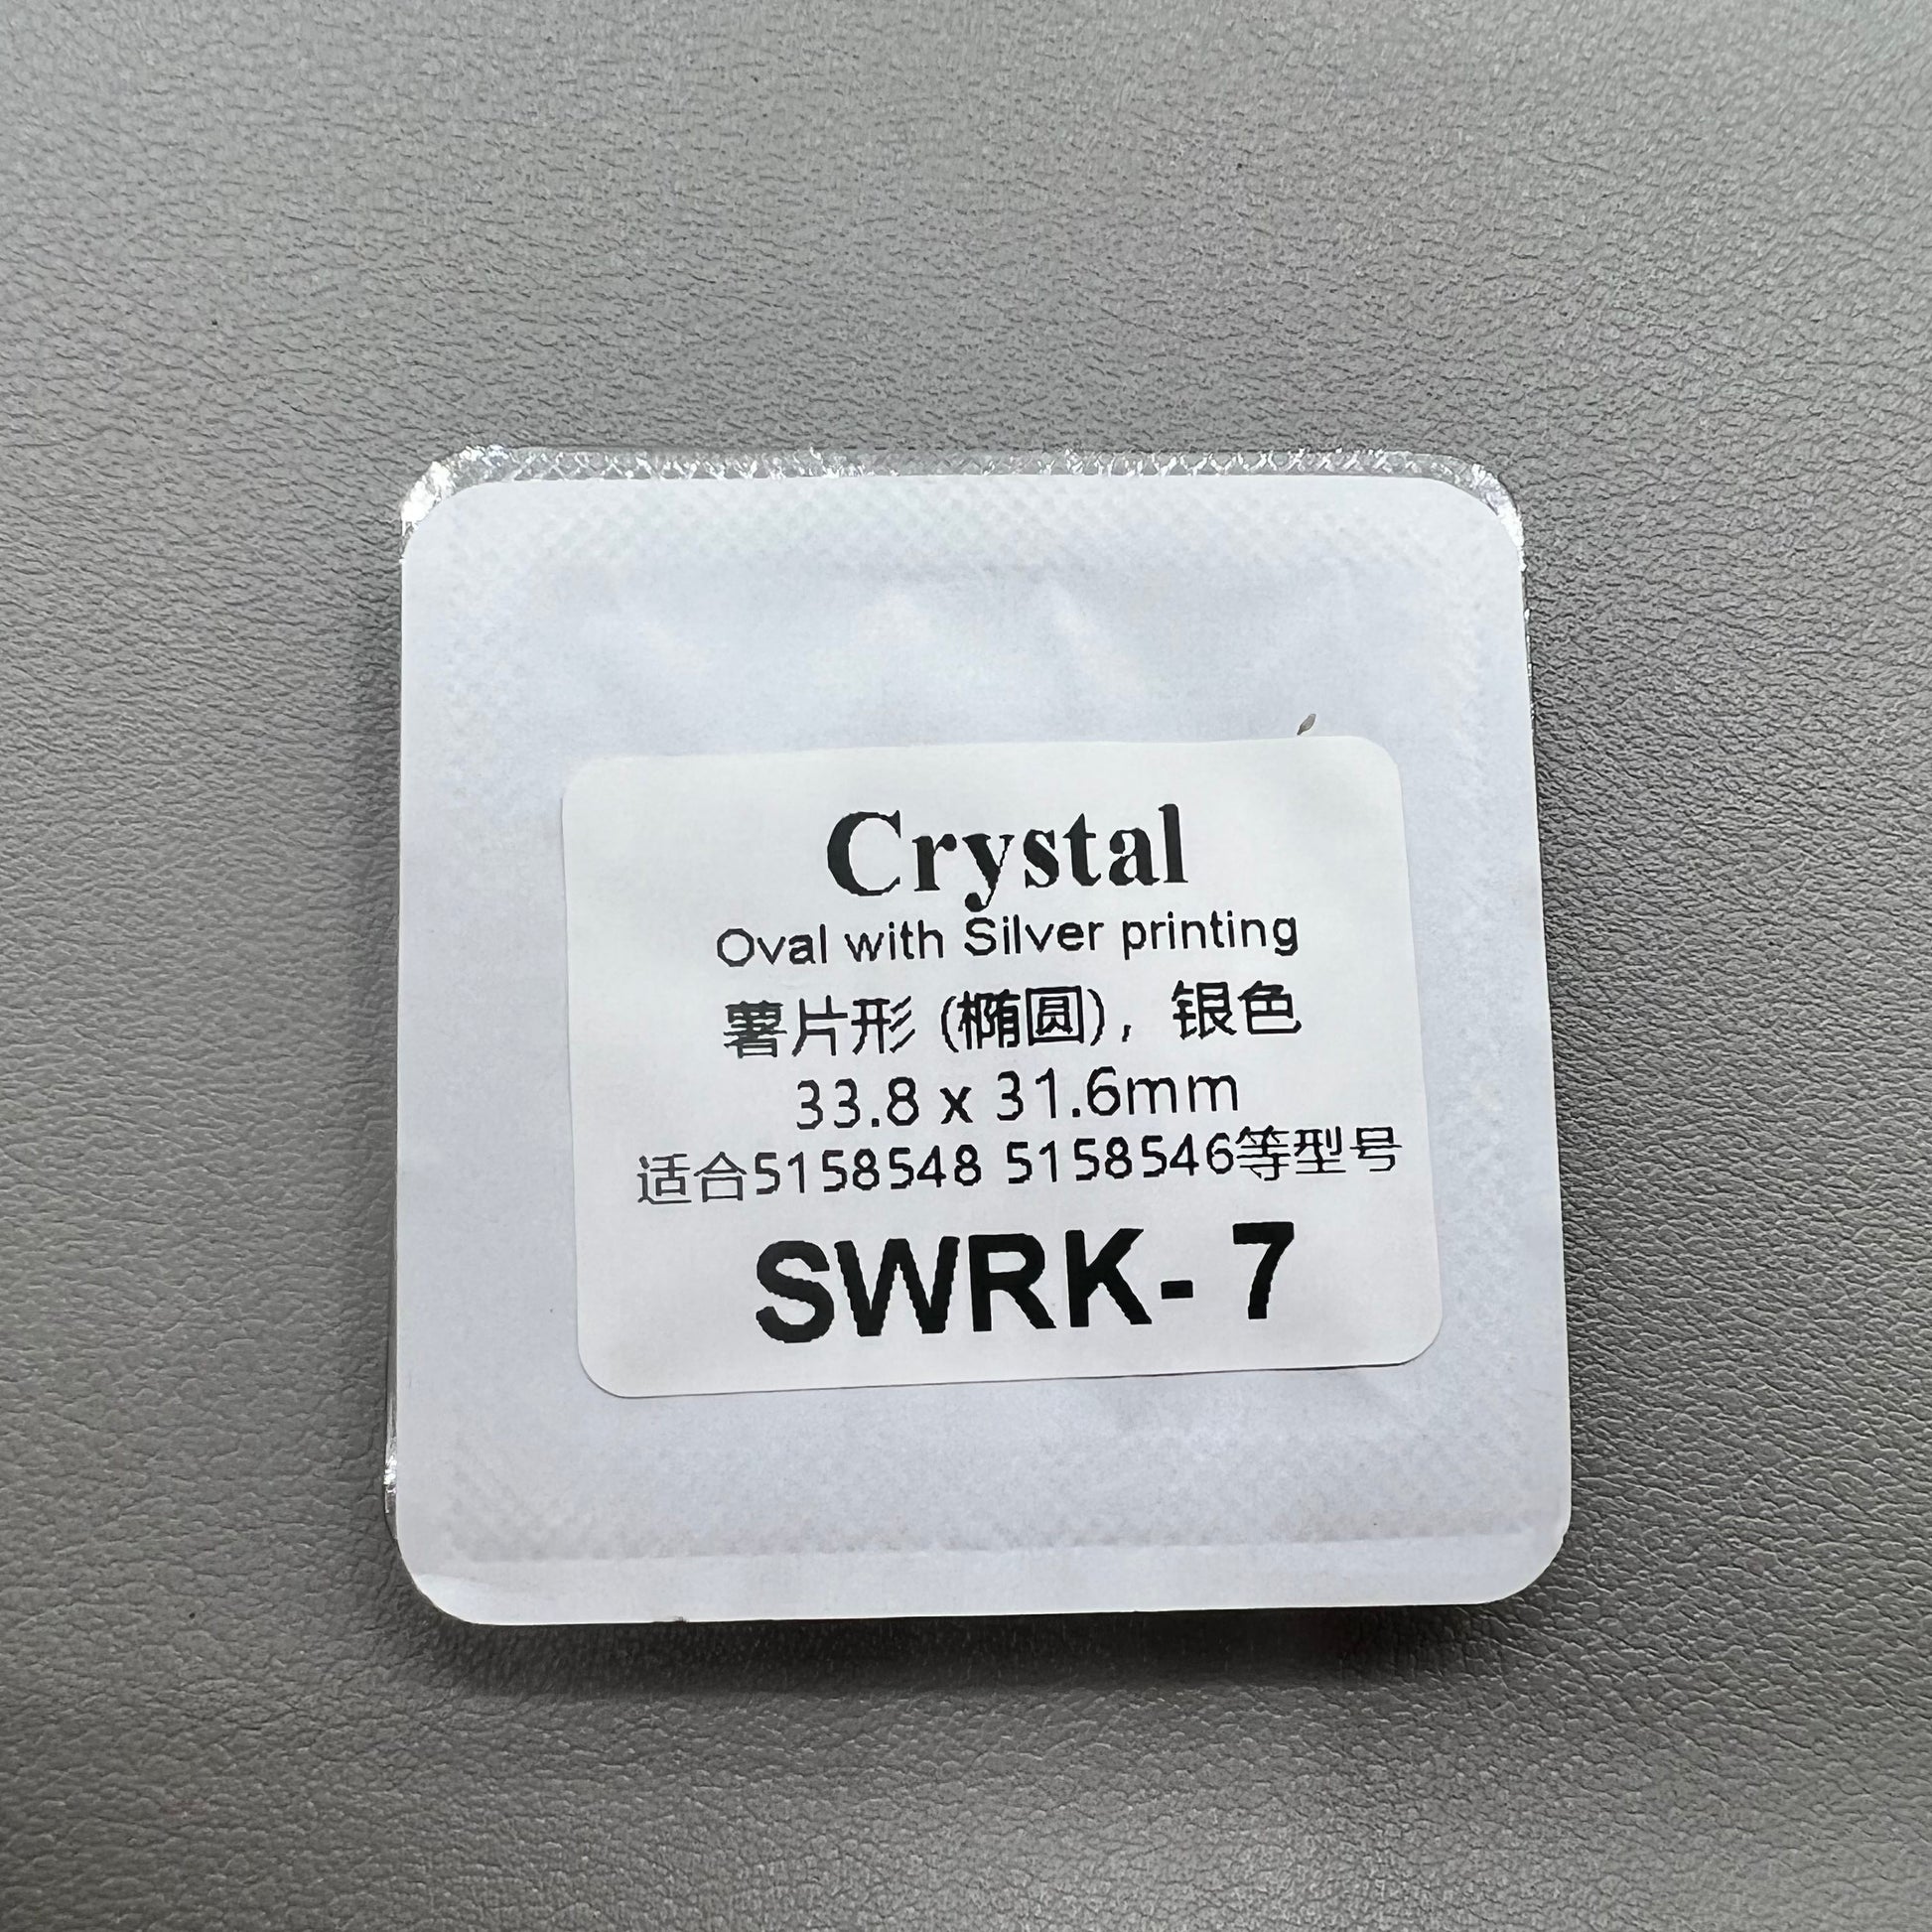 Crystal
Oval with Silver printing
薯片形 (椭圆)，银色
33.8 x 31.6mm
适合5158548 5158546等型号
SWRK- 7